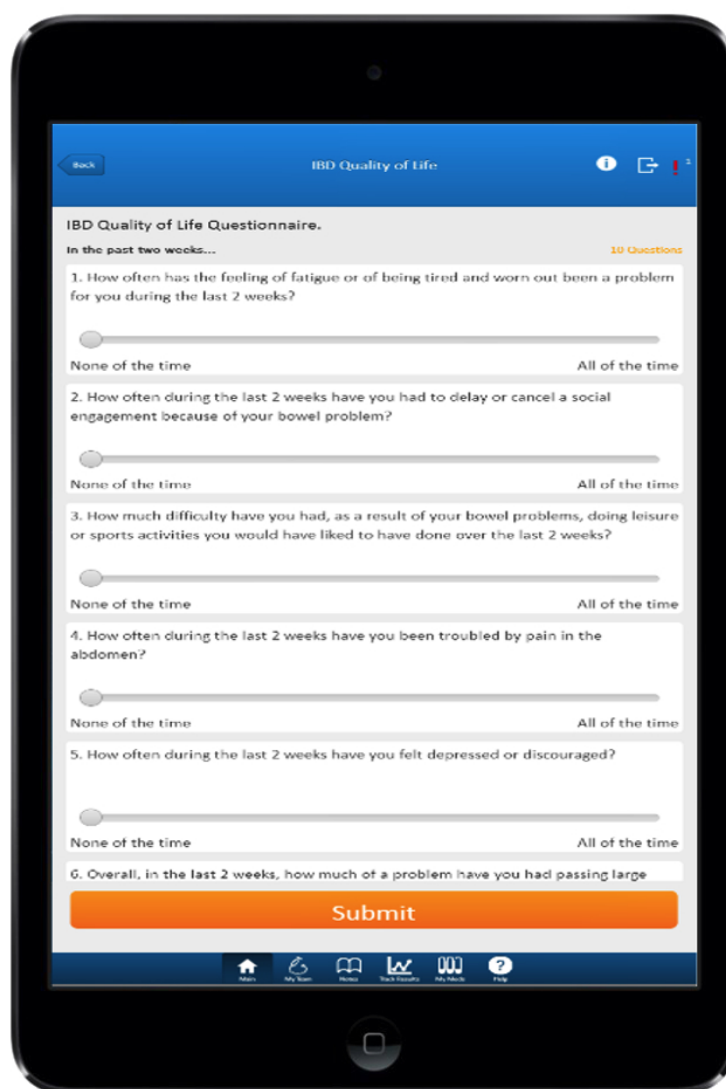 Back
IBD Quality of Life
1
IBD Quality of Life Questionnaire.
In the past two weeks...
10 Questions
1. How often has the feeling of fatigue or of being tired and worn out been a problem
for you during the last 2 weeks?
None of the time
All of the time
2. How often during the last 2 weeks have you had to delay or cancel a social
engagement because of your bowel problem?
None of the time
All of the time
3. How much difficulty have you had, as a result of your bowel problems, doing leisure
or sports activities you would have liked to have done over the last 2 weeks?
None of the time
All of the time
4. How often during the last 2 weeks have you been troubled by pain in the
abdomen?
None of the time
All of the time
5. How often during the last 2 weeks have you felt depressed or discouraged?
None of the time
All of the time
6. Overall, in the last 2 weeks, how much of a problem have you had passing large
Submit
Main
My Team
Track Results
My Meds
Help